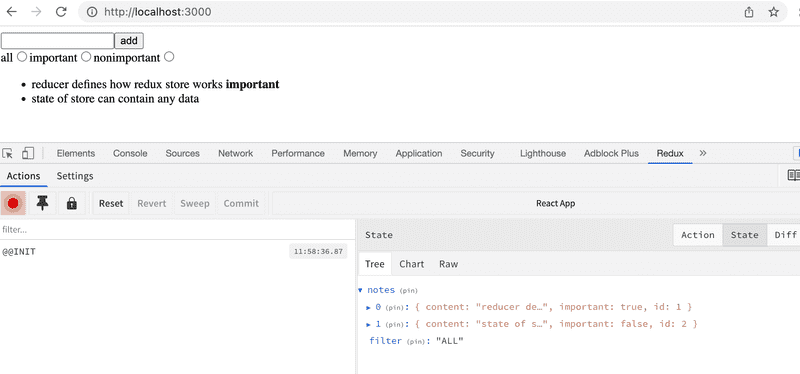 http://localhost:3000
add
all important nonimportant
reducer defines how redux store works important
state of store can contain any data
Elements Console Sources Network Performance Memory Application Security Lighthouse Adblock Plus Redux »
Actions Settings
Reset Revert Sweep Commit React App
filter... State Action State Diff
@@INIT 11:58:36.87
Tree Chart Raw
notes (pin)
0 (pin): { content: "reducer de…", important: true, id: 1 }
1 (pin): { content: "state of s…", important: false, id: 2 }
filter (pin): "ALL"